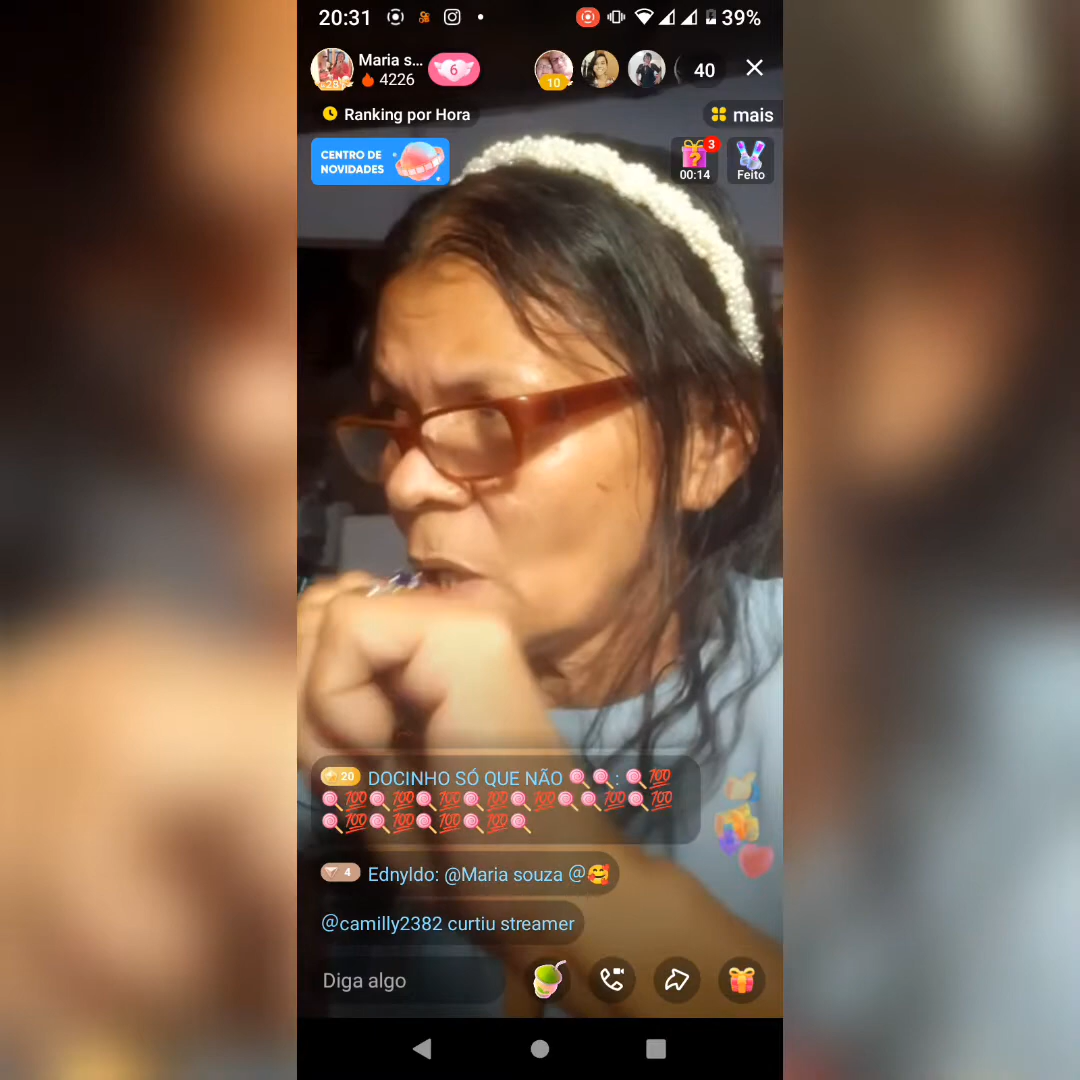 20:31 39%
Maria s... 6 10 40
28 4226
Ranking por Hora mais
CENTRO DE
NOVIDADES
3
00:14 Feito
20 DOCINHO SÓ QUE NÃO 🍭🍭: 🍭💯
🍭💯🍭💯🍭💯🍭💯🍭💯🍭🍭💯🍭💯
🍭💯🍭💯🍭💯🍭💯🍭
4 Ednyldo: @Maria souza @🥰
@camilly2382 curtiu streamer
Diga algo